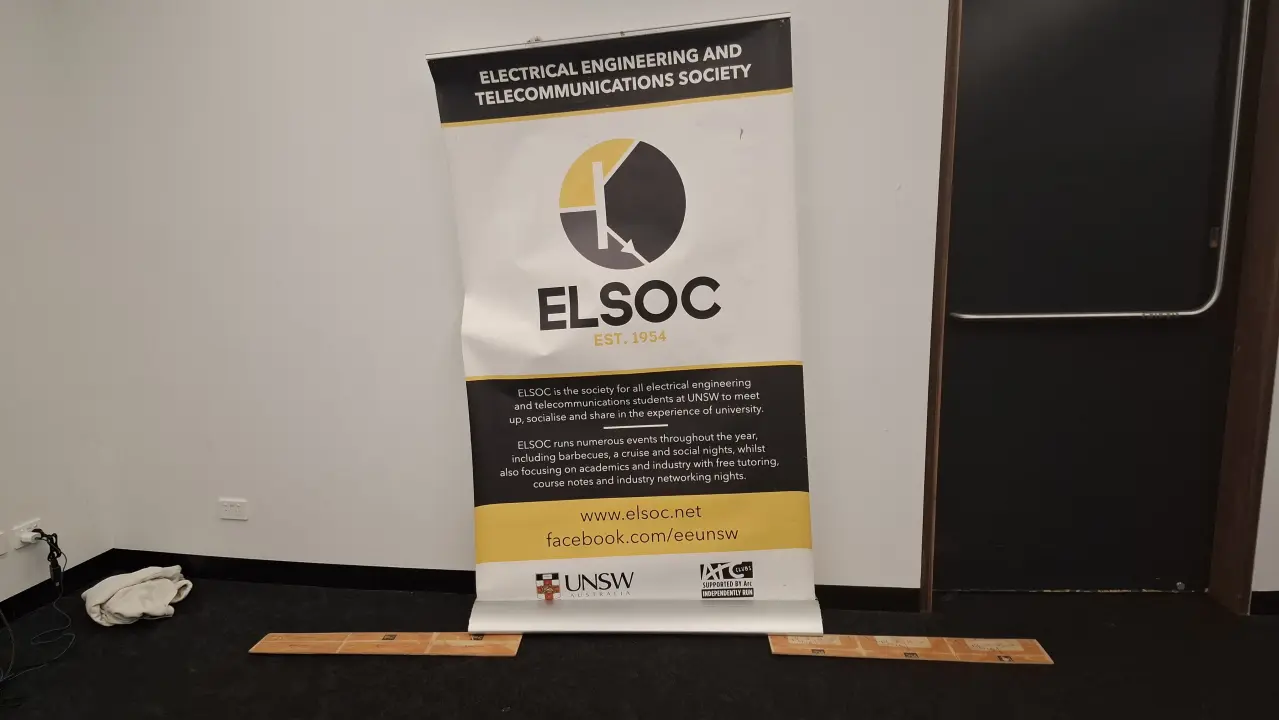 ELECTRICAL ENGINEERING AND
TELECOMMUNICATIONS SOCIETY
ELSOC
EST. 1954
ELSOC is the society for all electrical engineering
and telecommunications students at UNSW to meet
up, socialise and share in the experience of university.
ELSOC runs numerous events throughout the year,
including barbecues, a cruise and social nights, whilst
also focusing on academics and industry with free tutoring,
course notes and industry networking nights.
www.elsoc.net
facebook.com/eeunsw
UNSW
AUSTRALIA
Arc CLUBS
SUPPORTED BY Arc
INDEPENDENTLY RUN